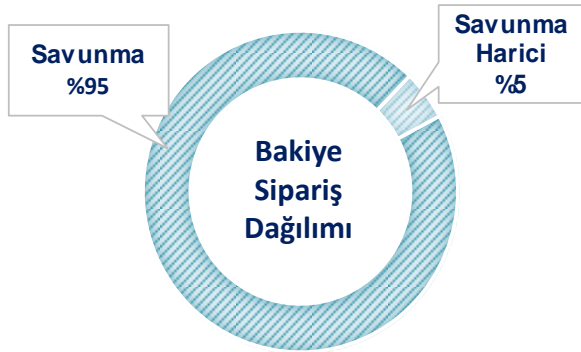 Savunma
%95
Savunma
Harici
%5
Bakiye
Sipariş
Dağılımı